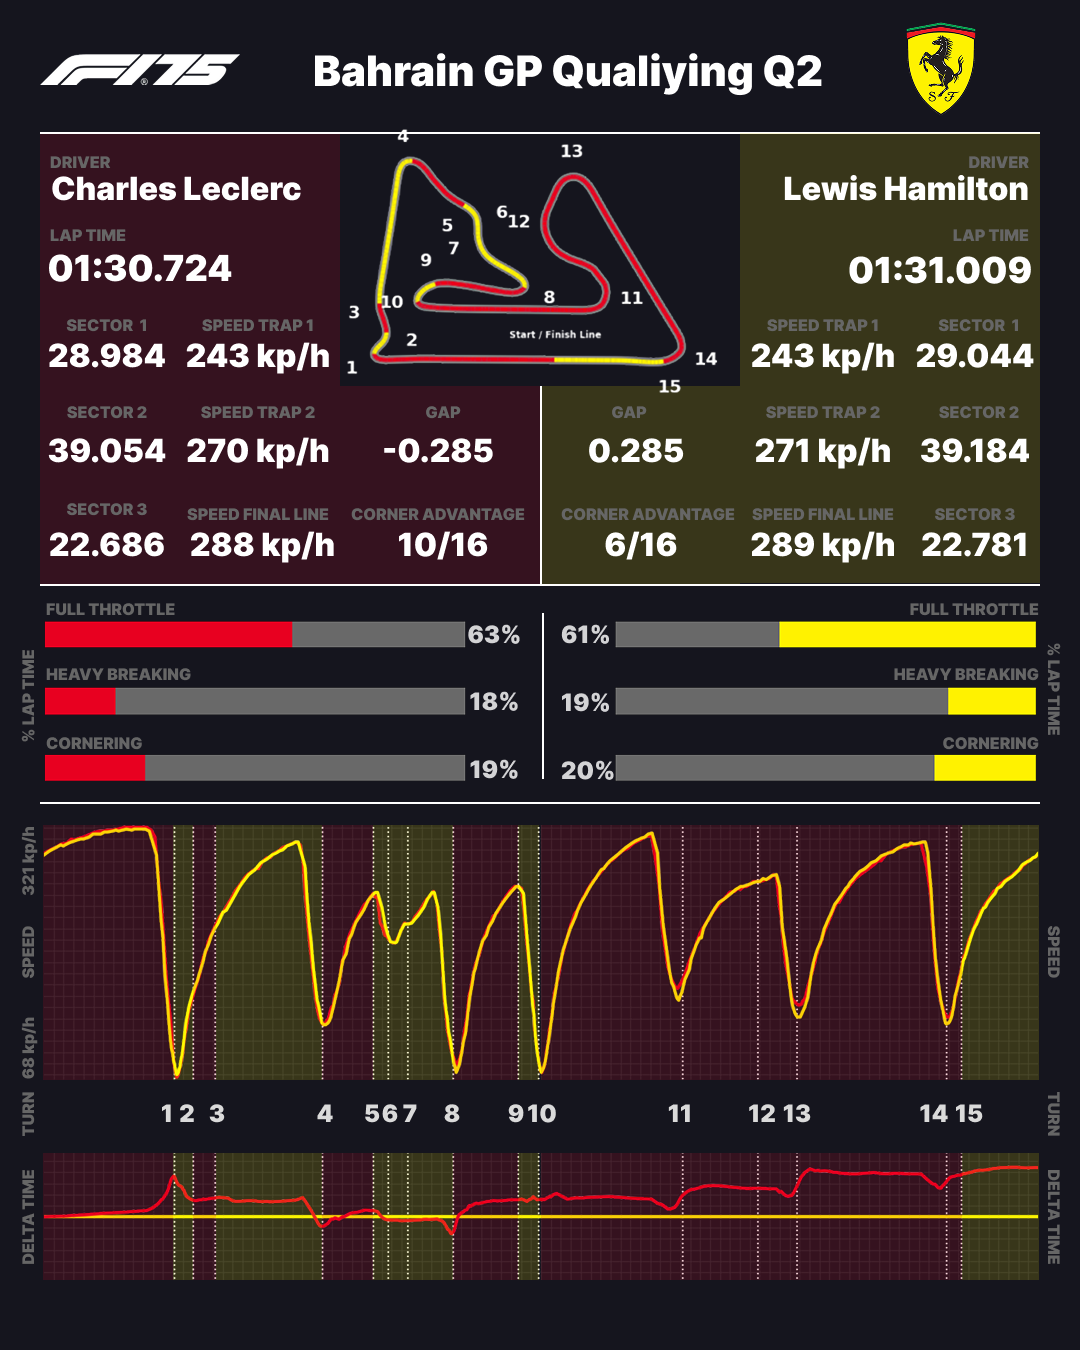 F1 75®
Bahrain GP Qualiying Q2
S F
DRIVER
Charles Leclerc
LAP TIME
01:30.724
SECTOR 1 SPEED TRAP 1
28.984 243 kp/h
SECTOR 2 SPEED TRAP 2 GAP
39.054 270 kp/h -0.285
SECTOR 3 SPEED FINAL LINE CORNER ADVANTAGE
22.686 288 kp/h 10/16
4
13
6 12
5
7
9
10
3
8
11
2
Start / Finish Line
1
14
15
DRIVER
Lewis Hamilton
LAP TIME
01:31.009
SPEED TRAP 1 SECTOR 1
243 kp/h 29.044
GAP SPEED TRAP 2 SECTOR 2
0.285 271 kp/h 39.184
CORNER ADVANTAGE SPEED FINAL LINE SECTOR 3
6/16 289 kp/h 22.781
% LAP TIME
FULL THROTTLE
63%
HEAVY BREAKING
18%
CORNERING
19%
FULL THROTTLE
61%
HEAVY BREAKING
19%
CORNERING
20%
% LAP TIME
321 kp/h
SPEED
68 kp/h
SPEED
TURN
1 2 3 4 5 6 7 8 9 10 11 12 13 14 15
TURN
DELTA TIME
DELTA TIME